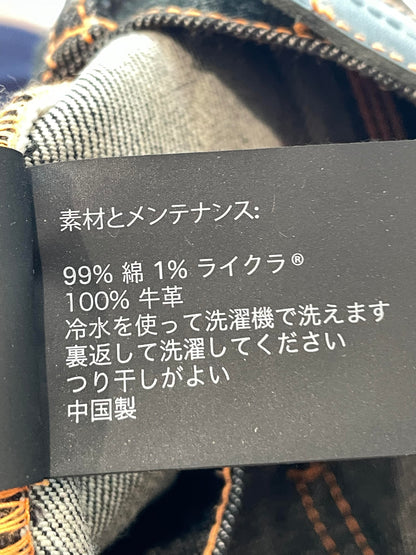 素材とメンテナンス:
99% 綿 1% ライクラ®
100% 牛革
冷水を使って洗濯機で洗えます
裏返して洗濯してください
つり干しがよい
中国製